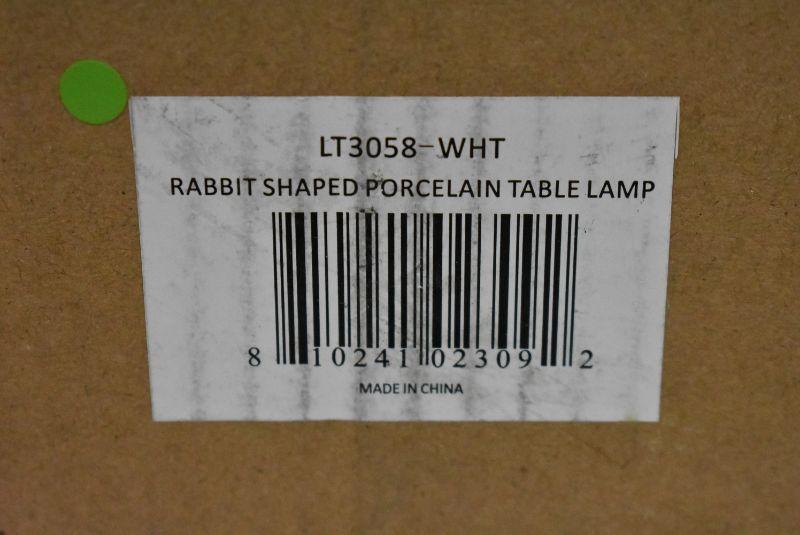 LT3058-WHT
RABBIT SHAPED PORCELAIN TABLE LAMP
8 10241 02309 2
MADE IN CHINA